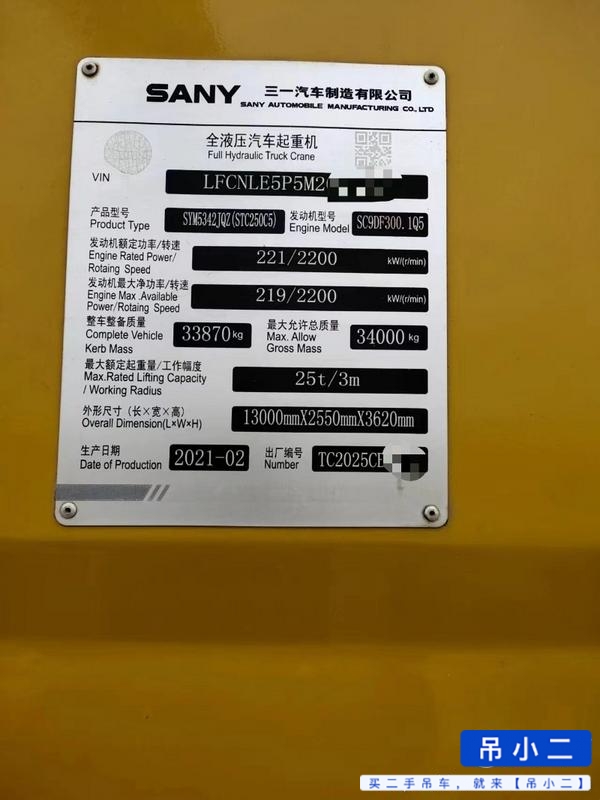 SANY 三一汽车制造有限公司
SANY AUTOMOBILE MANUFACTURING CO., LTD
全液压汽车起重机
Full Hydraulic Truck Crane
VIN LFCNLE5P5M2
产品型号 SYM5342JQZ(STC250C5) 发动机型号 SC9DF300.1Q5
Product Type Engine Model
发动机额定功率/转速
Engine Rated Power/ 221/2200 kW/(r/min)
Rotaing Speed
发动机最大净功率/转速
Engine Max .Available 219/2200 kW/(r/min)
Power/Rotaing Speed
整车整备质量 最大允许总质量
Complete Vehicle 33870 kg Max. Allow 34000 kg
Kerb Mass Gross Mass
最大额定起重量/工作幅度
Max.Rated Lifting Capacity 25t/3m
/ Working Radius
外形尺寸（长×宽×高） 13000mmX2550mmX3620mm
Overall Dimension(L×W×H)
生产日期 2021-02 出厂编号 TC2025CE
Date of Production Number
吊小二
买二手吊车，就来【吊小二】